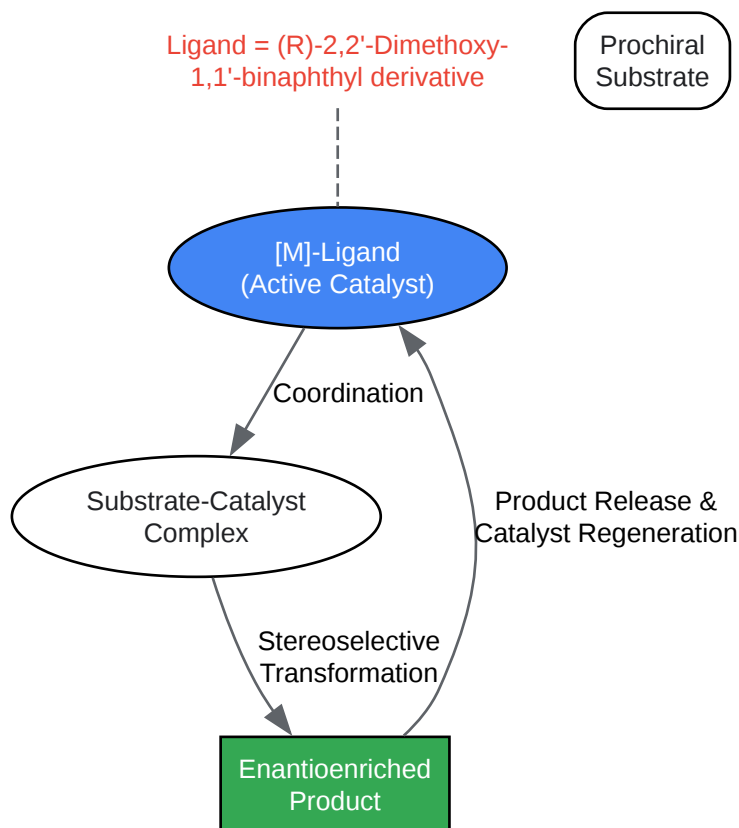 Ligand = (R)-2,2'-Dimethoxy-
1,1'-binaphthyl derivative
Prochiral
Substrate
[M]-Ligand
(Active Catalyst)
Coordination
Substrate-Catalyst
Complex
Product Release &
Catalyst Regeneration
Stereoselective
Transformation
Enantioenriched
Product